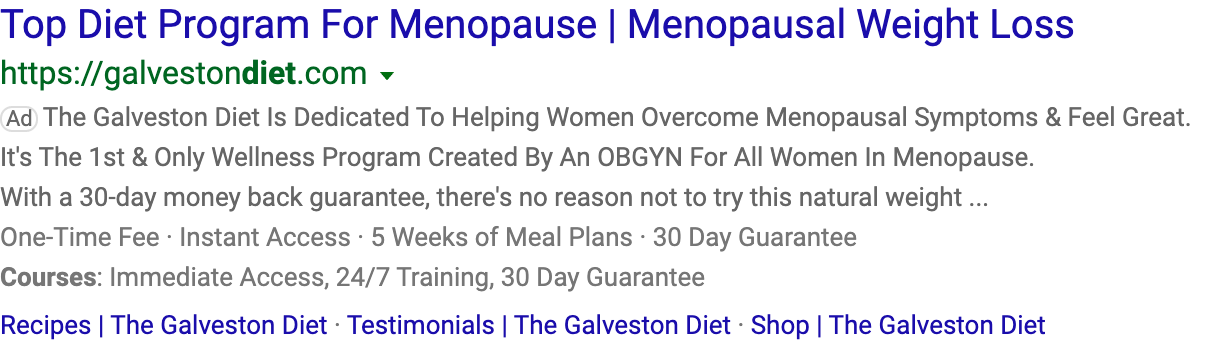 Top Diet Program For Menopause | Menopausal Weight Loss
https://galvestondiet.com
Ad The Galveston Diet Is Dedicated To Helping Women Overcome Menopausal Symptoms & Feel Great.
It's The 1st & Only Wellness Program Created By An OBGYN For All Women In Menopause.
With a 30-day money back guarantee, there's no reason not to try this natural weight ...
One-Time Fee · Instant Access · 5 Weeks of Meal Plans · 30 Day Guarantee
Courses: Immediate Access, 24/7 Training, 30 Day Guarantee
Recipes | The Galveston Diet · Testimonials | The Galveston Diet · Shop | The Galveston Diet